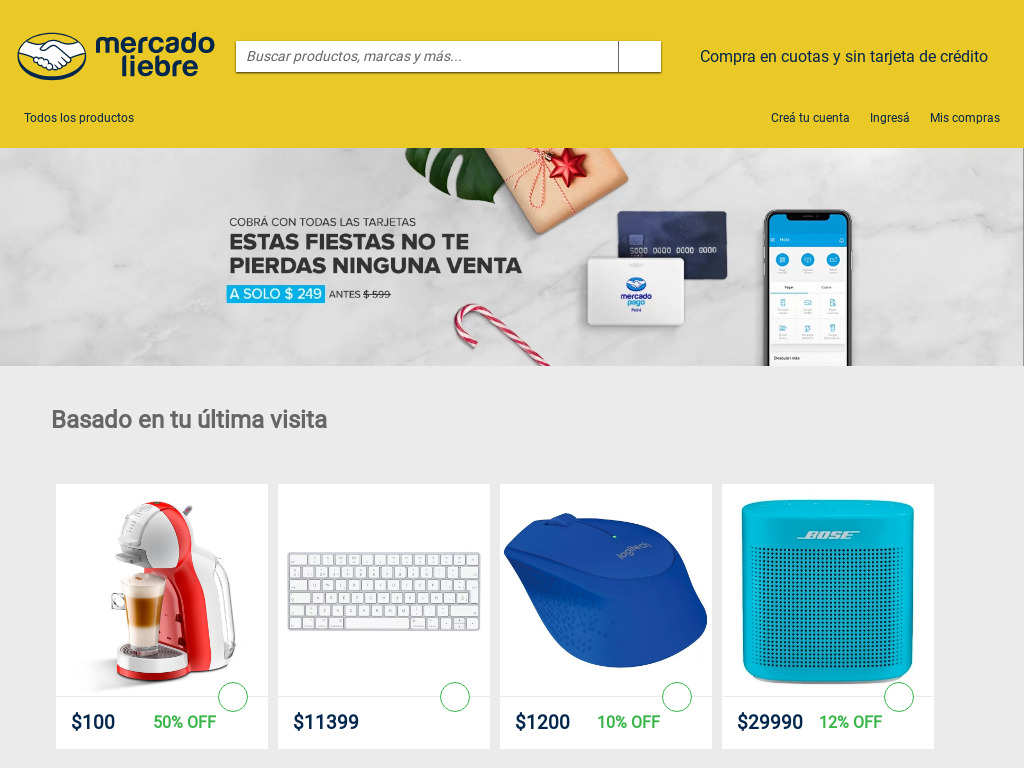 mercado
liebre
Buscar productos, marcas y más...
Compra en cuotas y sin tarjeta de crédito
Todos los productos
Creá tu cuenta
Ingresá
Mis compras
COBRÁ CON TODAS LAS TARJETAS
ESTAS FIESTAS NO TE
PIERDAS NINGUNA VENTA
A SOLO $ 249 ANTES $ 599
5000 0000 0000 0000
mercado
pago
Point
Basado en tu última visita
logitech
BOSE
$100 50% OFF
$11399
$1200 10% OFF
$29990 12% OFF